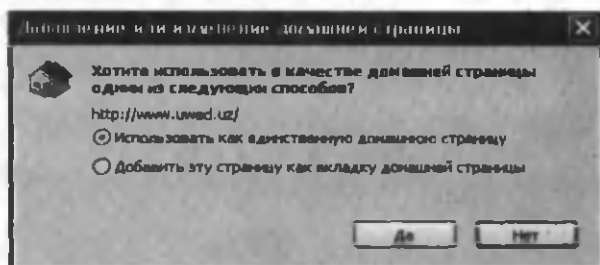 Добавление или изменение домашней страницы
Хотите использовать в качестве домашней страницы
одним из следующих способов?
http://www.uwed.uz/
Использовать как единственную домашнюю страницу
Добавить эту страницу как вкладку домашней страницы
Да
Нет